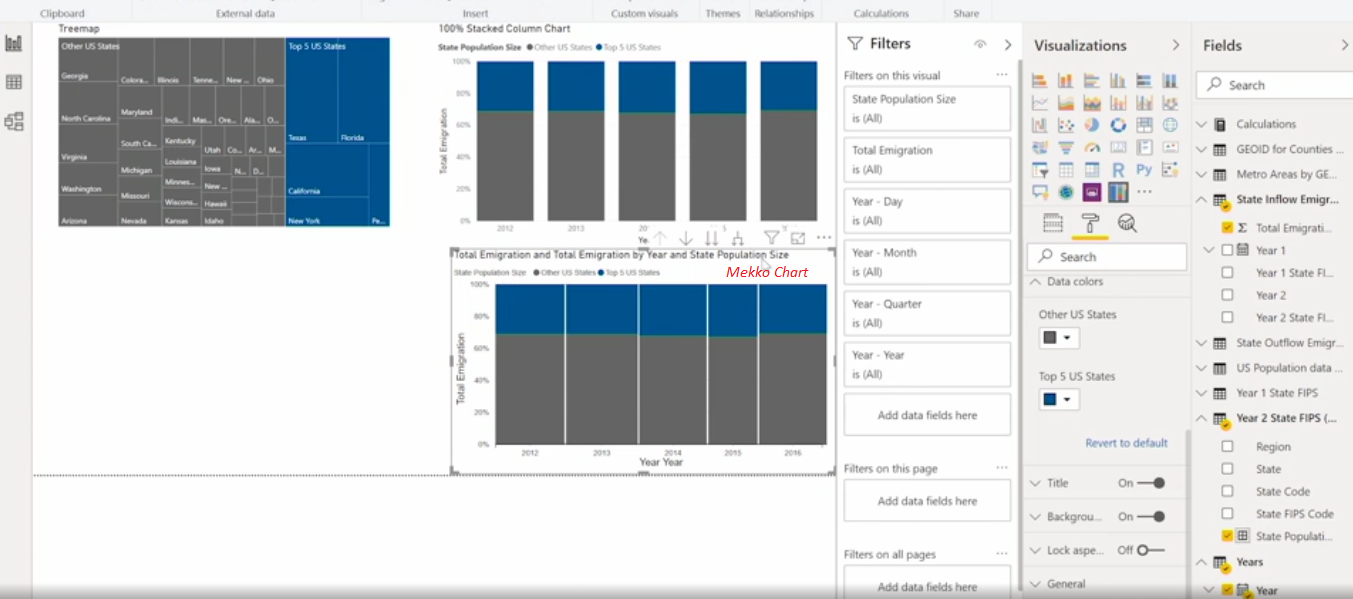 Clipboard
External data
Insert
Custom visuals
Themes
Relationships
Calculations
Share
Treemap
Other US States
Georgia
North Carolina
Virginia
Washington
Arizona
Colora...
Illinois
Tenne...
New ...
Ohio
Maryland
South Ca...
Michigan
Missouri
Nevada
Indi...
Mas...
Ore...
Ala...
O...
Kentucky
Louisiana
Minnes...
Wiscons...
Kansas
Utah
Co...
Ar...
M...
Iowa
N...
D...
New ...
Hawaii
Idaho
Top 5 US States
Texas
Florida
California
New York
Pe...
100% Stacked Column Chart
State Population Size
Other US States
Top 5 US States
Total Emigration
100%
80%
60%
40%
20%
0%
2012
2013
20
5
2016
Ye
Total Emigration and Total Emigration by Year and State Population Size
State Population Size
Other US States
Top 5 US States
Mekko Chart
Total Emigration
100%
80%
60%
40%
20%
0%
2012
2013
2014
2015
2016
Year Year
Filters
Filters on this visual
...
State Population Size
is (All)
Total Emigration
is (All)
Year - Day
is (All)
Year - Month
is (All)
Year - Quarter
is (All)
Year - Year
is (All)
Add data fields here
Filters on this page
...
Add data fields here
Filters on all pages
...
Add data fields here
Visualizations
R
Py
...
Search
Data colors
Other US States
Top 5 US States
Revert to default
Title
On
Backgrou...
On
Lock aspe...
Off
General
Fields
Search
Calculations
GEOID for Counties ...
Metro Areas by GE...
State Inflow Emigr...
Σ Total Emigrati...
Year 1
Year 1 State FI...
Year 2
Year 2 State FI...
State Outflow Emigr...
US Population data ...
Year 1 State FIPS
Year 2 State FIPS (...
Region
State
State Code
State FIPS Code
State Populati...
Years
Year